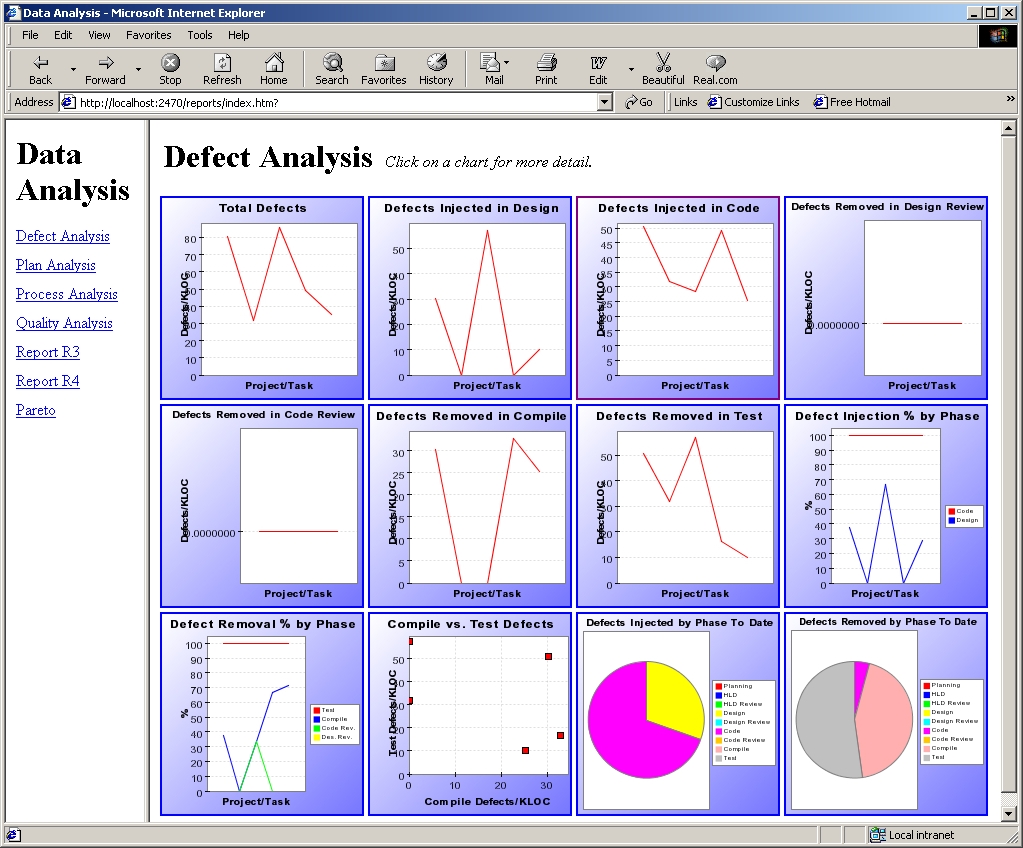 Data Analysis - Microsoft Internet Explorer
File Edit View Favorites Tools Help
Back Forward Stop Refresh Home Search Favorites History Mail Print Edit Beautiful Real.com
Address http://localhost:2470/reports/index.htm? Go Links Customize Links Free Hotmail »
Data
Analysis
Defect Analysis
Plan Analysis
Process Analysis
Quality Analysis
Report R3
Report R4
Pareto
Defect Analysis Click on a chart for more detail.
Total Defects
80
70
60
50
40
30
20
10
0
Defects/KLOC
Project/Task
Defects Injected in Design
50
40
30
20
10
0
Defects/KLOC
Project/Task
Defects Injected in Code
50
45
40
35
30
25
20
15
10
5
0
Defects/KLOC
Project/Task
Defects Removed in Design Review
0.0000000
Defects/KLOC
Project/Task
Defects Removed in Code Review
0.0000000
Defects/KLOC
Project/Task
Defects Removed in Compile
30
25
20
15
10
5
0
Defects/KLOC
Project/Task
Defects Removed in Test
50
40
30
20
10
0
Defects/KLOC
Project/Task
Defect Injection % by Phase
100
90
80
70
60
50
40
30
20
10
0
%
Project/Task
Code
Design
Defect Removal % by Phase
100
90
80
70
60
50
40
30
20
10
0
%
Project/Task
Test
Compile
Code Rev.
Des. Rev.
Compile vs. Test Defects
50
40
30
20
10
0
Test Defects/KLOC
0 10 20 30
Compile Defects/KLOC
Defects Injected by Phase To Date
Planning
HLD
HLD Review
Design
Design Review
Code
Code Review
Compile
Test
Defects Removed by Phase To Date
Planning
HLD
HLD Review
Design
Design Review
Code
Code Review
Compile
Test
Local intranet